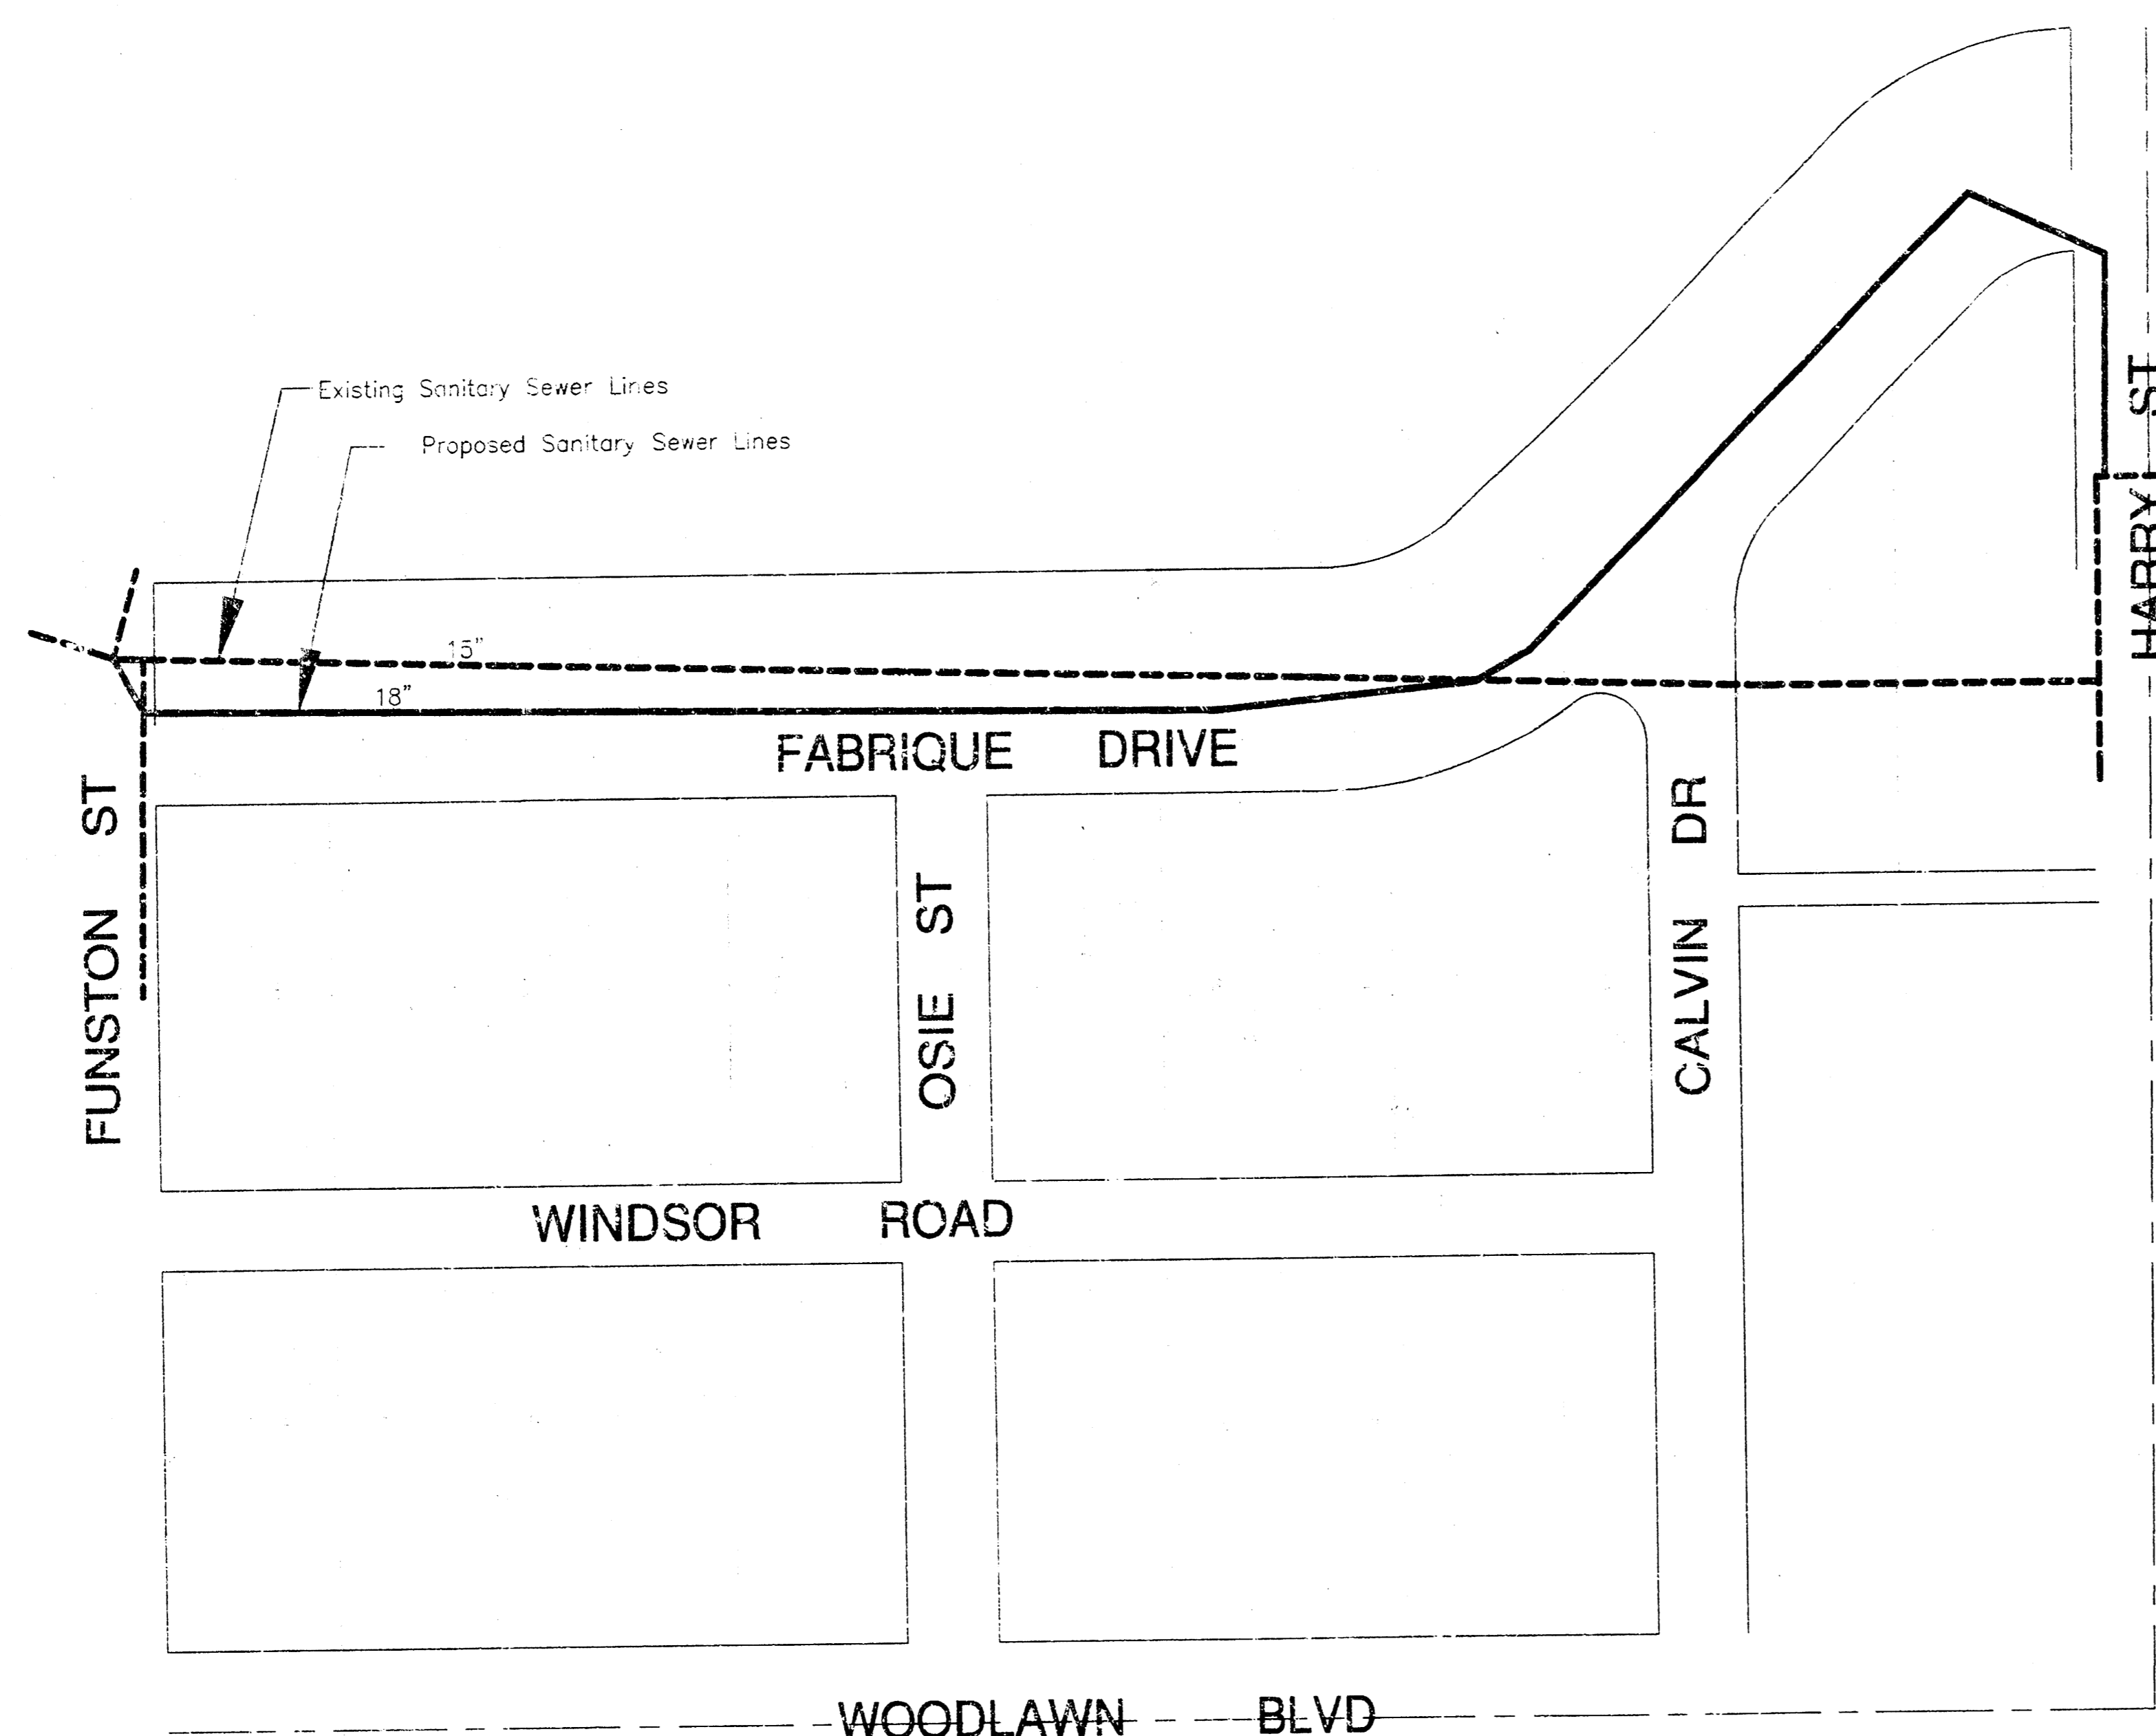 Existing Sanitary Sewer Lines
Proposed Sanitary Sewer Lines
HARRY ST
15"
18"
FABRIQUE DRIVE
FUNSTON ST
OSIE ST
CALVIN DR
WINDSOR ROAD
WOODLAWN BLVD